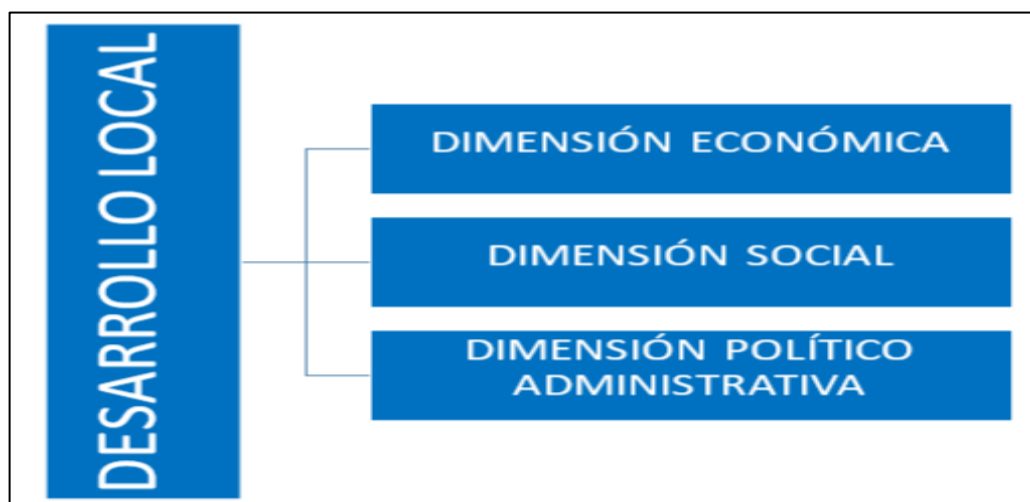 DESARROLLO LOCAL
DIMENSIÓN ECONÓMICA
DIMENSIÓN SOCIAL
DIMENSIÓN POLÍTICO
ADMINISTRATIVA